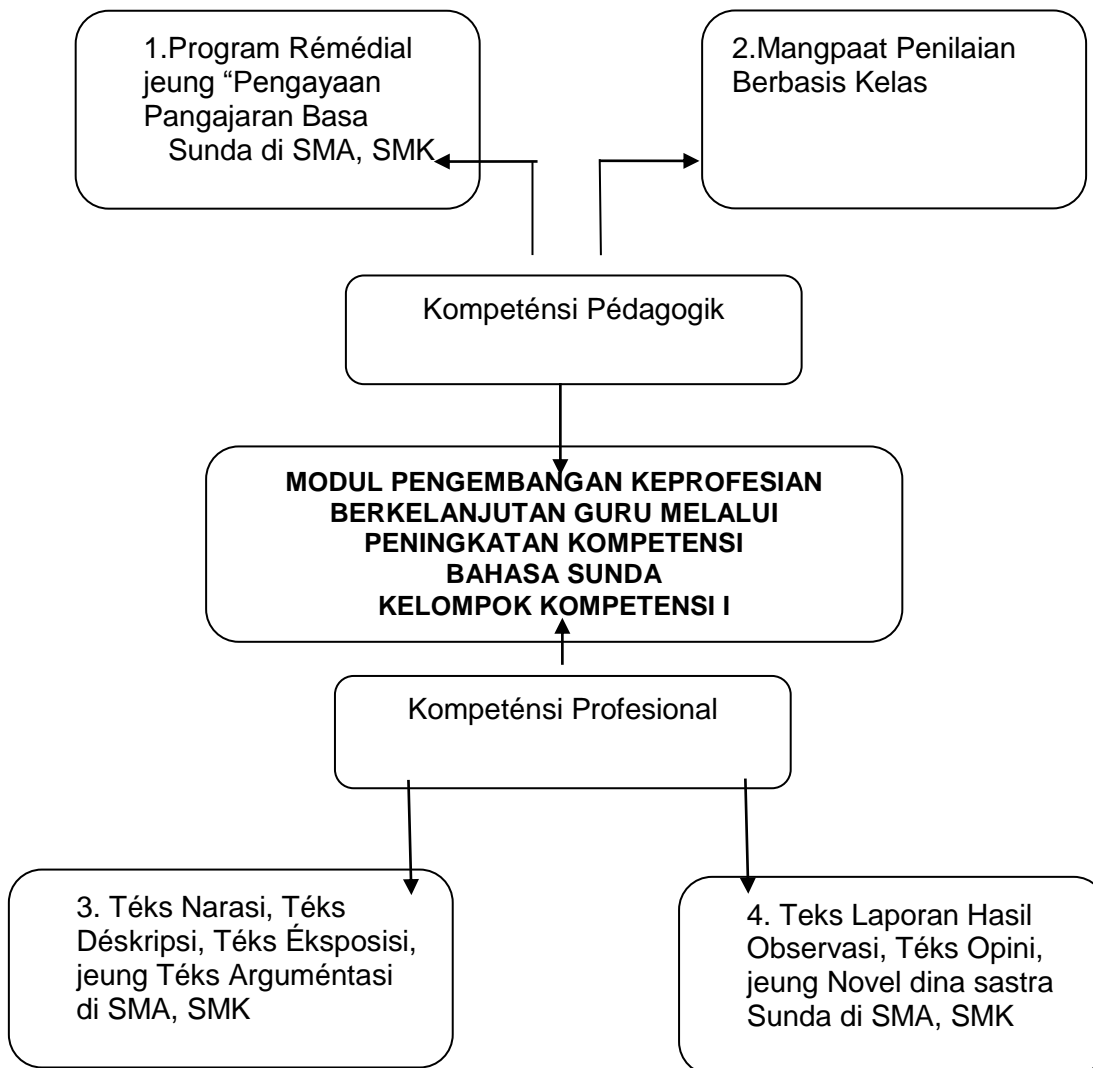 1.Program Rémédial
jeung “Pengayaan
Pangajaran Basa
Sunda di SMA, SMK
2.Mangpaat Penilaian
Berbasis Kelas
Kompeténsi Pédagogik
MODUL PENGEMBANGAN KEPROFESIAN
BERKELANJUTAN GURU MELALUI
PENINGKATAN KOMPETENSI
BAHASA SUNDA
KELOMPOK KOMPETENSI I
Kompeténsi Profesional
3. Téks Narasi, Téks
Déskripsi, Téks Éksposisi,
jeung Téks Arguméntasi
di SMA, SMK
4. Teks Laporan Hasil
Observasi, Téks Opini,
jeung Novel dina sastra
Sunda di SMA, SMK